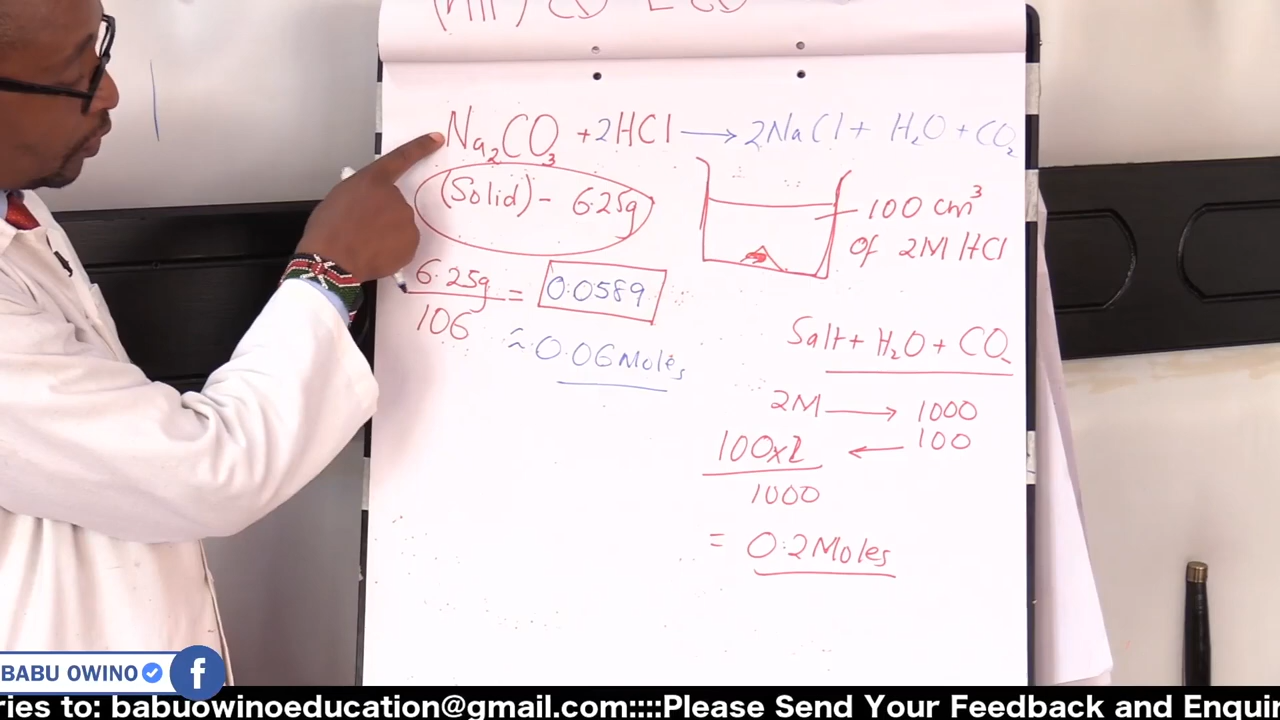 Na₂CO₃ + 2HCl → 2NaCl + H₂O + CO₂
(Solid) - 6.25g
100 cm³
of 2M HCl
6.25g
106
= 0.0589
≈ 0.06 Moles
Salt + H₂O + CO₂
2M → 1000
100x2 ← 100
1000
= 0.2 Moles
BABU OWINO
f
ries to: babuowinoeducation@gmail.com::::Please Send Your Feedback and Enquir